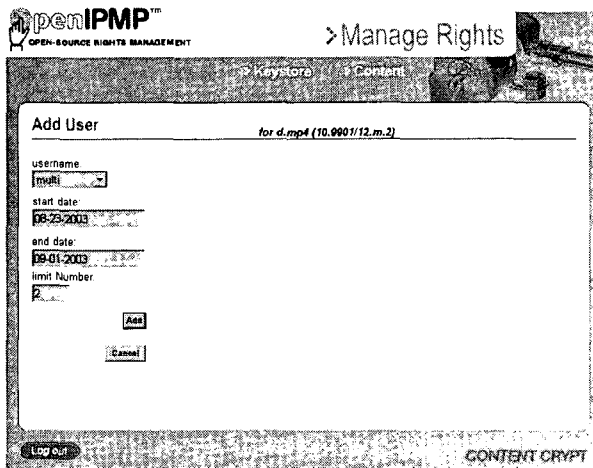 OpenIPMP™
OPEN-SOURCE RIGHTS MANAGEMENT
>Manage Rights
> Keystore > Content
Add User
for d.mp4 (10.9901/12.m.2)
username:
multi
start date:
08-23-2003
end date:
09-01-2003
limit Number:
2
Add
Cancel
Log out
CONTENT CRYPT